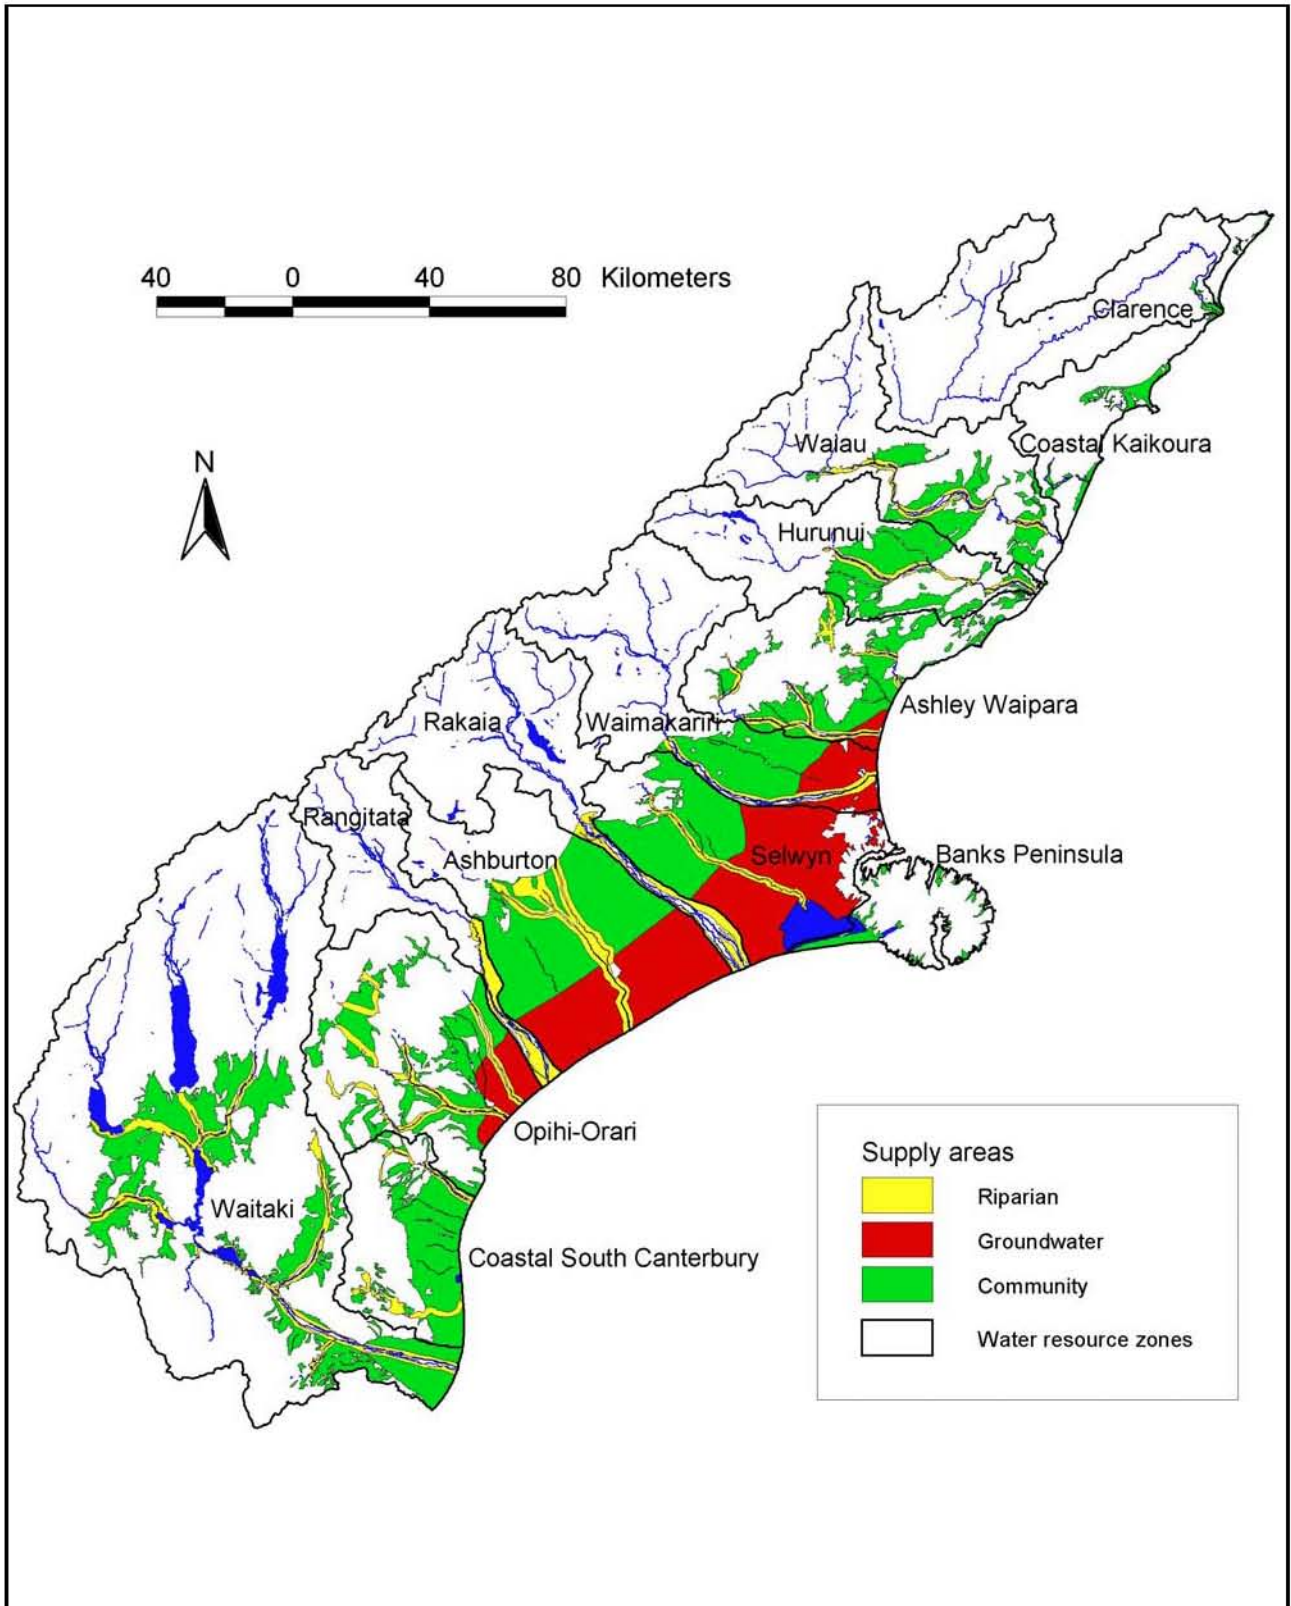 40 0 40 80 Kilometers
Clarence
N
Waiau
Coastal Kaikoura
Hurunui
Ashley Waipara
Rakaia
Waimakariri
Rangitata
Ashburton
Selwyn
Banks Peninsula
Opihi-Orari
Waitaki
Coastal South Canterbury
Supply areas
Riparian
Groundwater
Community
Water resource zones